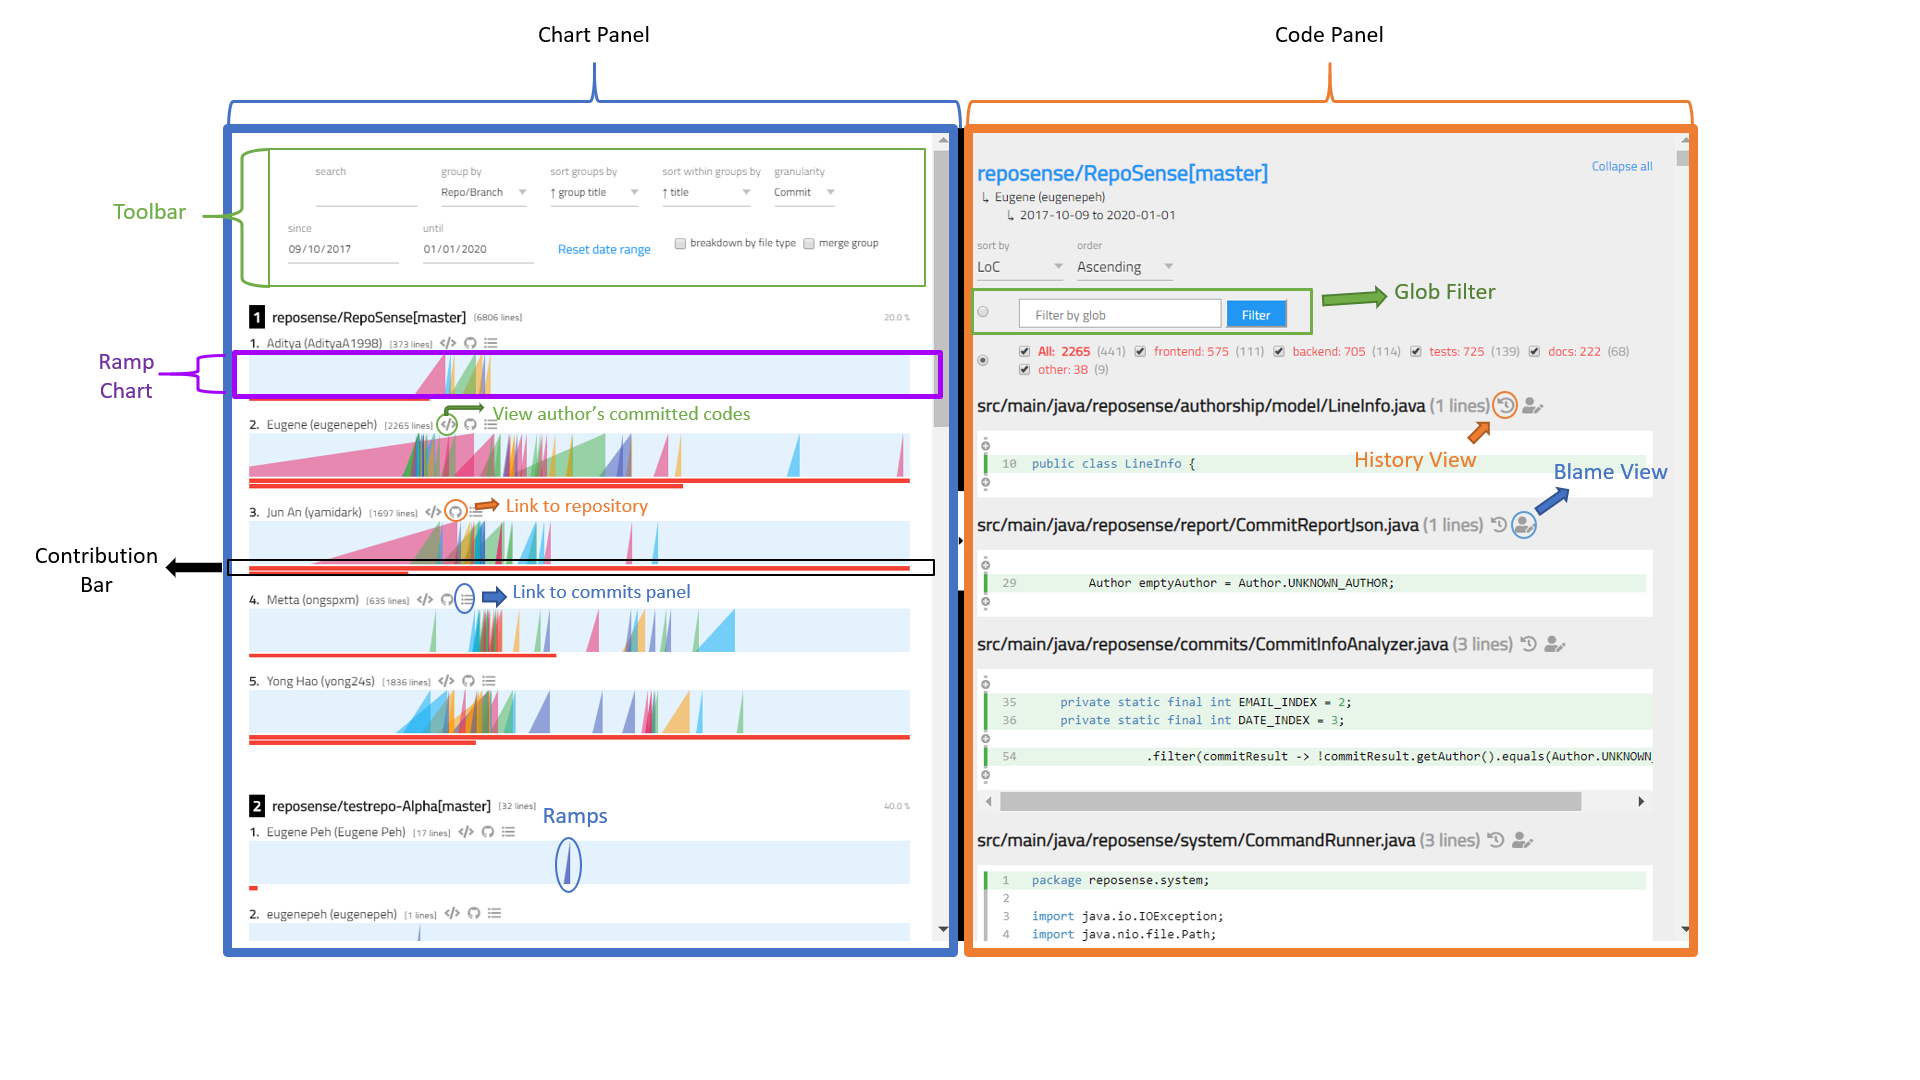 Chart Panel
Code Panel
Toolbar
search
group by
Repo/Branch
sort groups by
↑ group title
sort within groups by
↑ title
granularity
Commit
since
09/10/2017
until
01/01/2020
Reset date range
breakdown by file type
merge group
1 reposense/RepoSense[master] [6806 lines] 20.0 %
1. Aditya (AdityaA1998) [373 lines]
Ramp
Chart
2. Eugene (eugenepeh) [2265 lines]
View author's committed codes
3. Jun An (yamidark) [1697 lines]
Link to repository
Contribution
Bar
4. Metta (ongspxm) [635 lines]
Link to commits panel
5. Yong Hao (yong24s) [1836 lines]
2 reposense/testrepo-Alpha[master] [32 lines] 40.0 %
Ramps
1. Eugene Peh (Eugene Peh) [17 lines]
2. eugenepeh (eugenepeh) [1 lines]
reposense/RepoSense[master]
Collapse all
↳ Eugene (eugenepeh)
↳ 2017-10-09 to 2020-01-01
sort by
LoC
order
Ascending
Filter by glob
Filter
Glob Filter
All: 2265 (441) frontend: 575 (111) backend: 705 (114) tests: 725 (139) docs: 222 (68)
other: 38 (9)
src/main/java/reposense/authorship/model/LineInfo.java (1 lines)
History View
10 public class LineInfo {
Blame View
src/main/java/reposense/report/CommitReportJson.java (1 lines)
29 Author emptyAuthor = Author.UNKNOWN_AUTHOR;
src/main/java/reposense/commits/CommitInfoAnalyzer.java (3 lines)
35 private static final int EMAIL_INDEX = 2;
36 private static final int DATE_INDEX = 3;
54 .filter(commitResult -> !commitResult.getAuthor().equals(Author.UNKNOWN_
src/main/java/reposense/system/CommandRunner.java (3 lines)
1 package reposense.system;
2
3 import java.io.IOException;
4 import java.nio.file.Path;